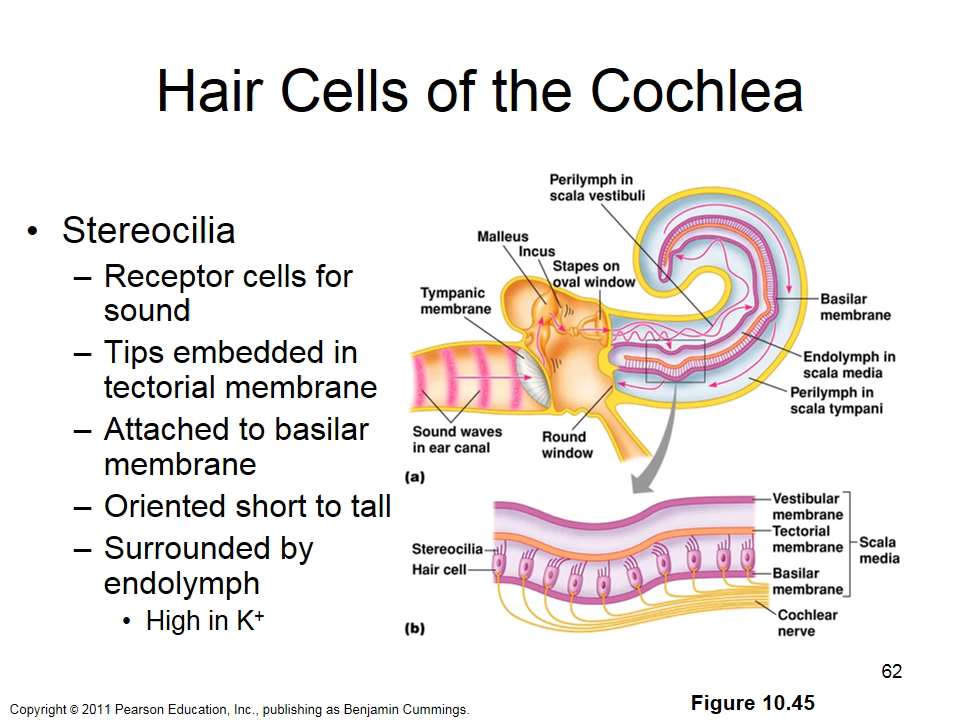 Hair Cells of the Cochlea
• Stereocilia
– Receptor cells for
sound
– Tips embedded in
tectorial membrane
– Attached to basilar
membrane
– Oriented short to tall
– Surrounded by
endolymph
• High in K⁺
Perilymph in
scala vestibuli
Malleus
Incus
Stapes on
oval window
Tympanic
membrane
Basilar
membrane
Endolymph in
scala media
Perilymph in
scala tympani
Sound waves
in ear canal
Round
window
(a)
Vestibular
membrane
Tectorial
membrane
Scala
media
Stereocilia
Hair cell
Basilar
membrane
Cochlear
nerve
(b)
62
Figure 10.45
Copyright © 2011 Pearson Education, Inc., publishing as Benjamin Cummings.